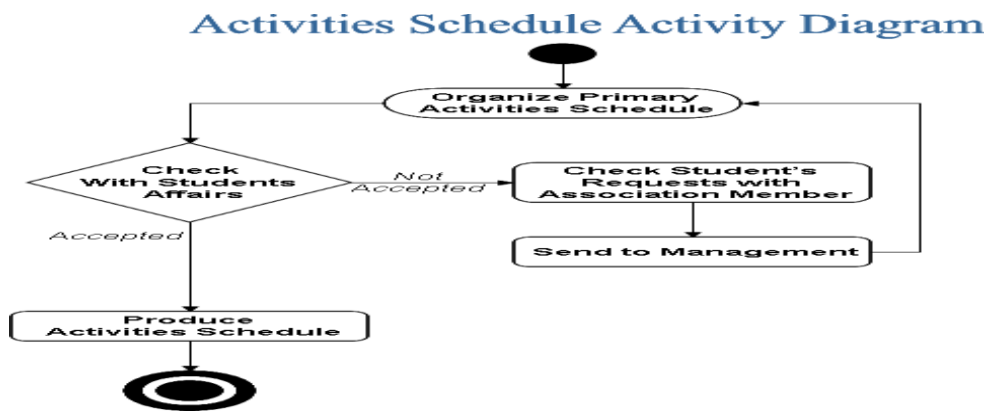 Activities Schedule Activity Diagram
Organize Primary
Activities Schedule
Check
With Students
Affairs
Not
Accepted
Check Student's
Requests with
Association Member
Accepted
Send to Management
Produce
Activities Schedule